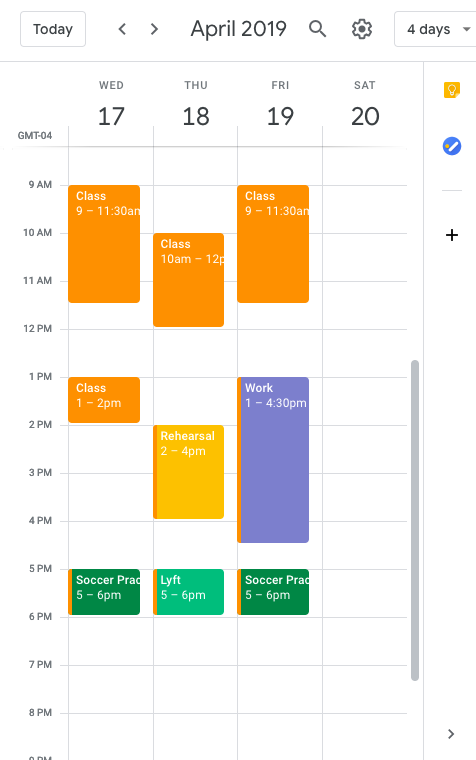 Today
April 2019
4 days
WED THU FRI SAT
17 18 19 20
GMT-04
9 AM
Class
9 – 11:30am
Class
9 – 11:30am
10 AM
Class
10am – 12p
11 AM
12 PM
1 PM
Class
1 – 2pm
Work
1 – 4:30pm
2 PM
Rehearsal
2 – 4pm
3 PM
4 PM
5 PM
Soccer Prac
5 – 6pm
Lyft
5 – 6pm
Soccer Prac
5 – 6pm
6 PM
7 PM
8 PM
9 PM